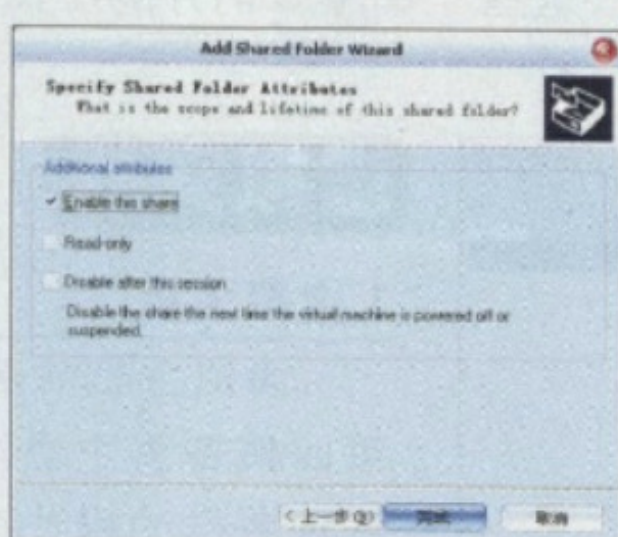 Add Shared Folder Wizard
Specify Shared Folder Attributes
What is the scope and lifetime of this shared folder?
Additional attributes
Enable this share
Read-only
Disable after this session
Disable the share the next time the virtual machine is powered off or
suspended.
<上一步(B) 完成 取消